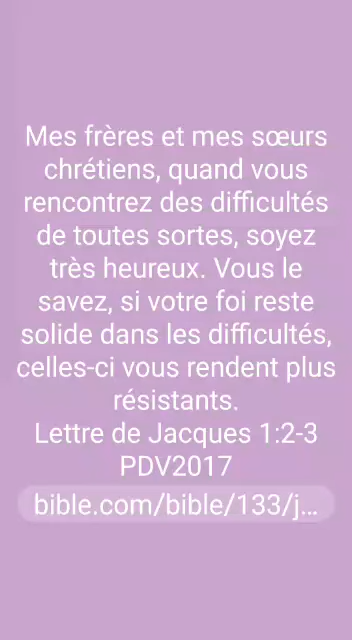 Mes frères et mes sœurs
chrétiens, quand vous
rencontrez des difficultés
de toutes sortes, soyez
très heureux. Vous le
savez, si votre foi reste
solide dans les difficultés,
celles-ci vous rendent plus
résistants.
Lettre de Jacques 1:2-3
PDV2017
bible.com/bible/133/j...